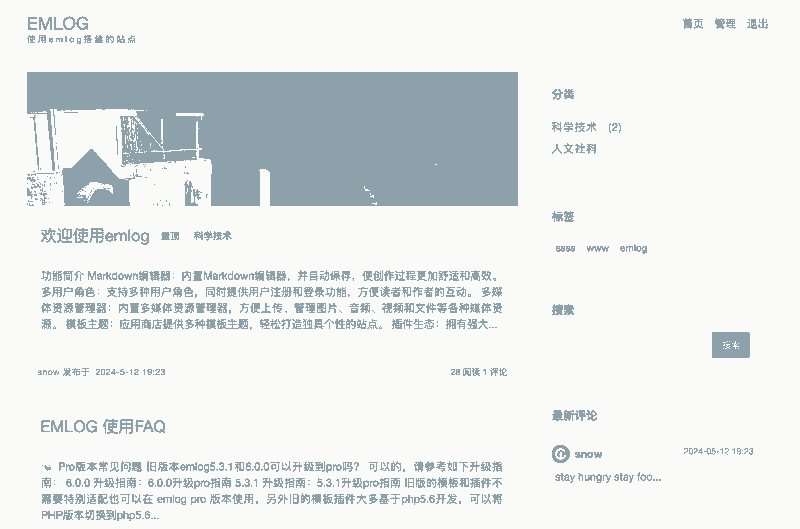 EMLOG
使用emlog搭建的站点
首页 管理 退出
欢迎使用emlog 置顶 科学技术
功能简介 Markdown编辑器：内置Markdown编辑器，并自动保存，使创作过程更加舒适和高效。
多用户角色：支持多种用户角色，同时提供用户注册和登录功能，方便读者和作者的互动。 多媒
体资源管理器：内置多媒体资源管理器，方便上传、管理图片、音频、视频和文件等各种媒体资
源。 模板主题：应用商店提供多种模板主题，轻松打造独具个性的站点。 插件生态：拥有强大...
snow 发布于 2024-5-12 19:23
28 阅读 1 评论
EMLOG 使用FAQ
Pro版本常见问题 旧版本emlog5.3.1和6.0.0可以升级到pro吗？ 可以的，请参考如下升级指
南： 6.0.0 升级指南：6.0.0升级pro指南 5.3.1 升级指南：5.3.1升级pro指南 旧版的模板和插件不
需要特别适配也可以在 emlog pro 版本使用，另外旧的模板插件大多基于php5.6开发，可以将
PHP版本切换到php5.6...
分类
科学技术 (2)
人文社科
标签
ssss www emlog
搜索
搜索
最新评论
snow 2024-05-12 19:23
stay hungry stay foo...